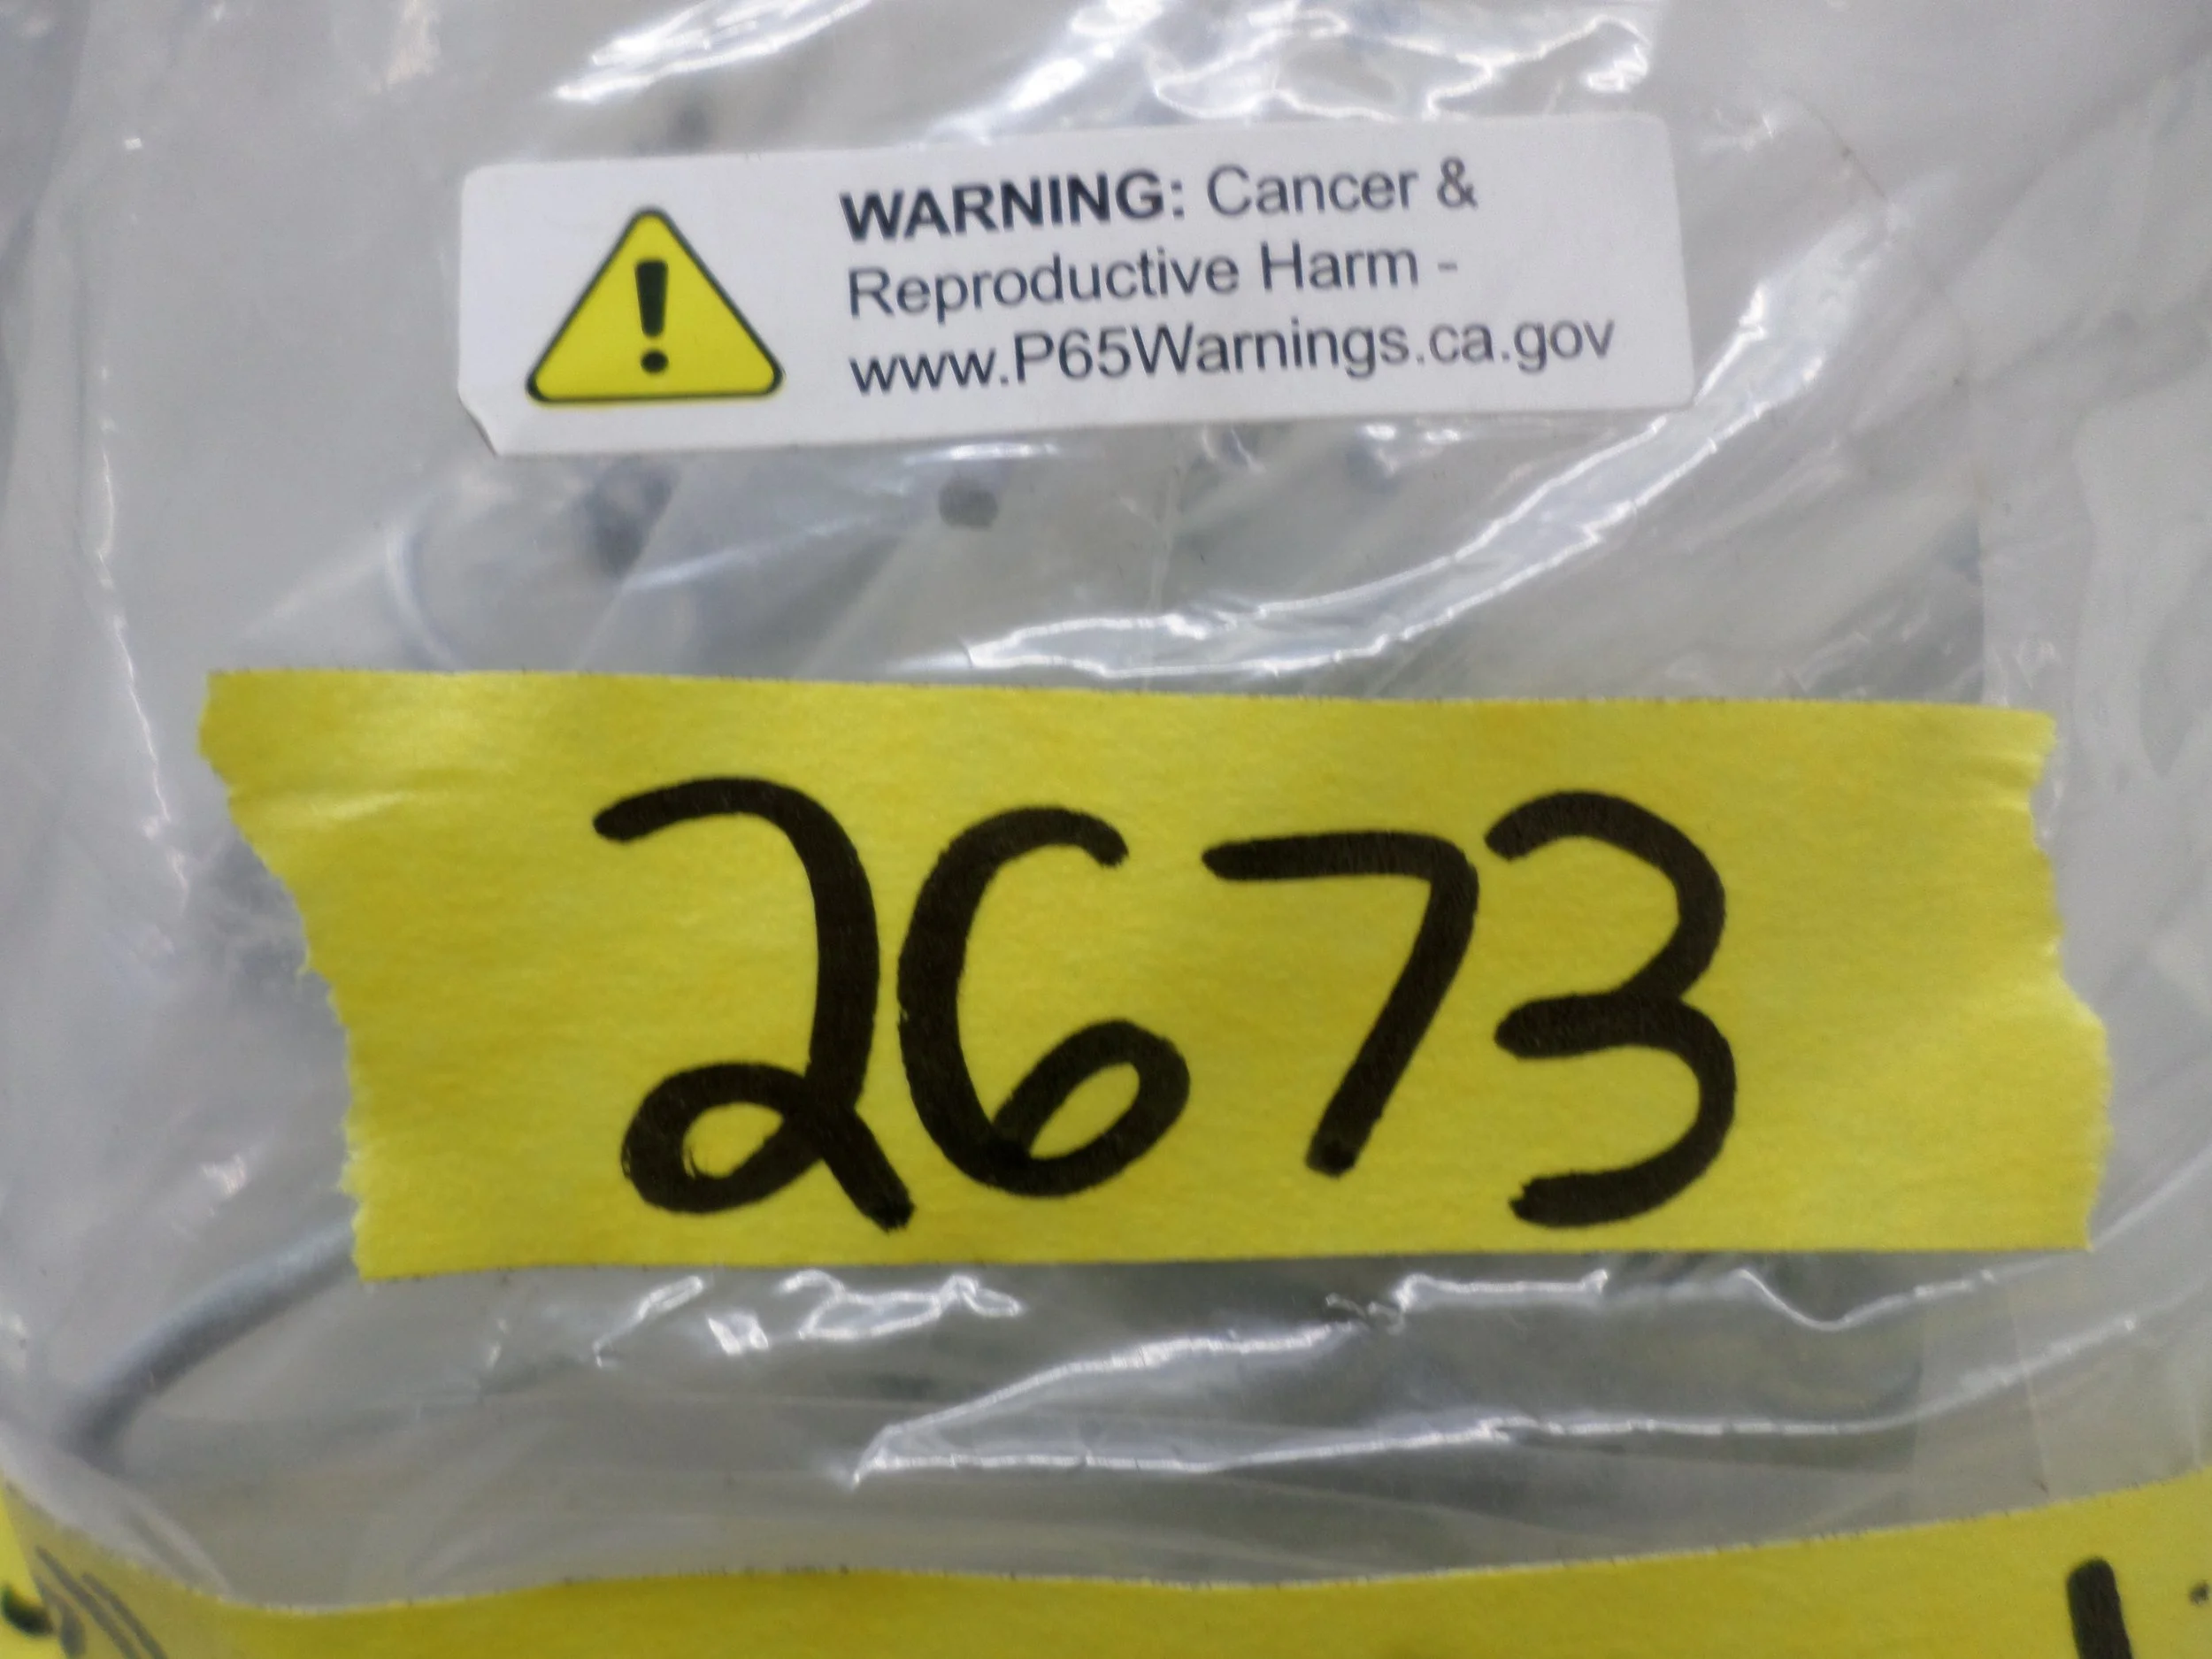 WARNING: Cancer &
Reproductive Harm -
www.P65Warnings.ca.gov
2673